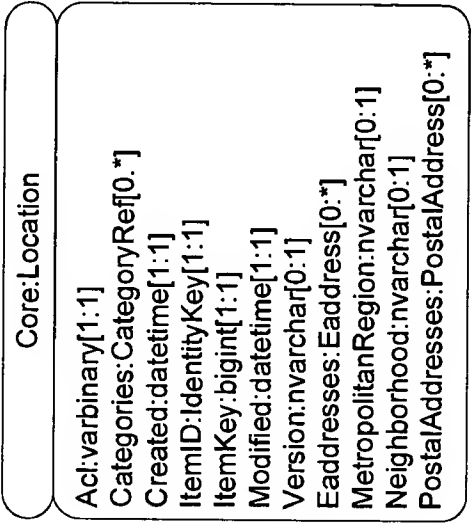 Core:Location
Acl:varbinary[1:1]
Categories:CategoryRef[0.*]
Created:datetime[1:1]
ItemID:IdentityKey[1:1]
ItemKey:bigint[1:1]
Modified:datetime[1:1]
Version:nvarchar[0:1]
Eaddresses:Eaddress[0:*]
MetropolitanRegion:nvarchar[0:1]
Neighborhood:nvarchar[0:1]
PostalAddresses:PostalAddress[0:*]